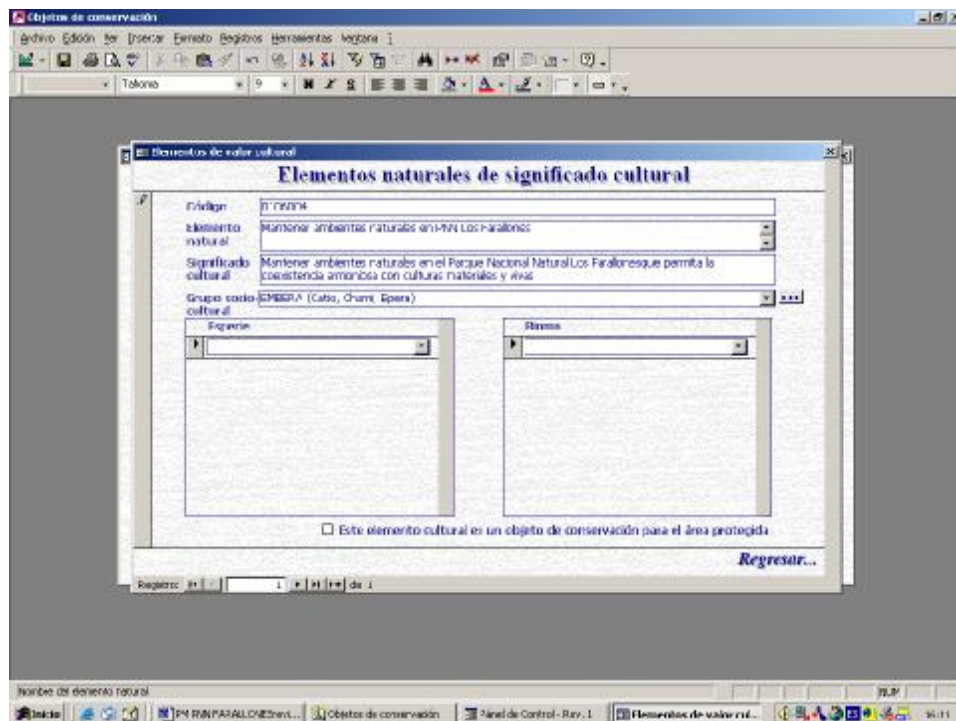 Objetos de conservación
Archivo Edición Ver Insertar Formato Registros Herramientas Ventana ?
Tahoma 9 N K S
Elementos de valor cultural
Elementos naturales de significado cultural
Código
Elemento natural
Mantener ambientes naturales en PNN Los Farallones
Significado cultural
Mantener ambientes naturales en el Parque Nacional Natural Los Farallonesque permita la
coexistencia armoniosa con culturas materiales y vivas
Grupo socio-cultural
EMBERA (Catio, Chami, Epera)
Especie
Bioma
Este elemento cultural es un objeto de conservación para el área protegida
Regresar...
Registro: 1 de 1
Nombre del elemento natural
Inicio
Objetos de conservación
Panel de Control - Rev. 1
Elementos de valor cul...
16:11